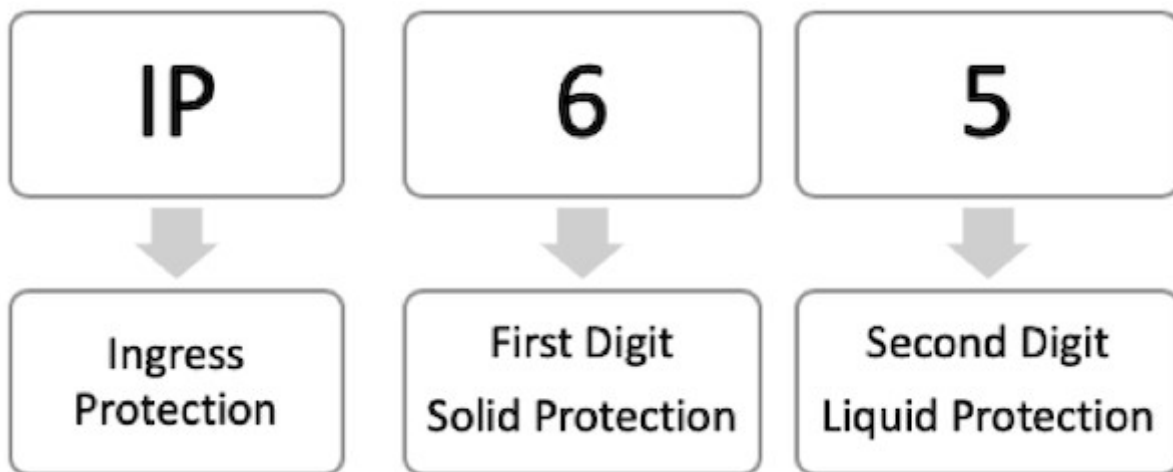 IP
6
5
Ingress
Protection
First Digit
Solid Protection
Second Digit
Liquid Protection